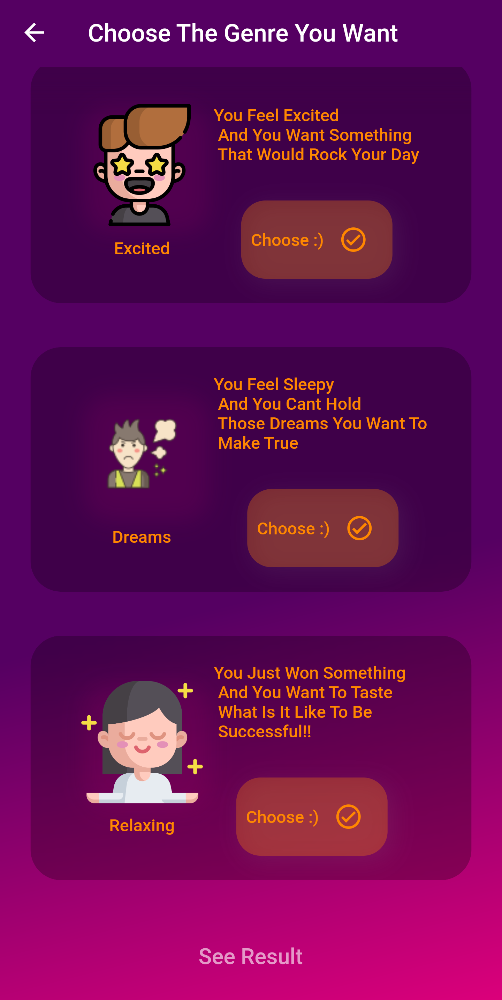 Choose The Genre You Want
You Feel Excited
And You Want Something
That Would Rock Your Day
Choose :)
Excited
You Feel Sleepy
And You Cant Hold
Those Dreams You Want To
Make True
Choose :)
Dreams
You Just Won Something
And You Want To Taste
What Is It Like To Be
Successful!!
Choose :)
Relaxing
See Result